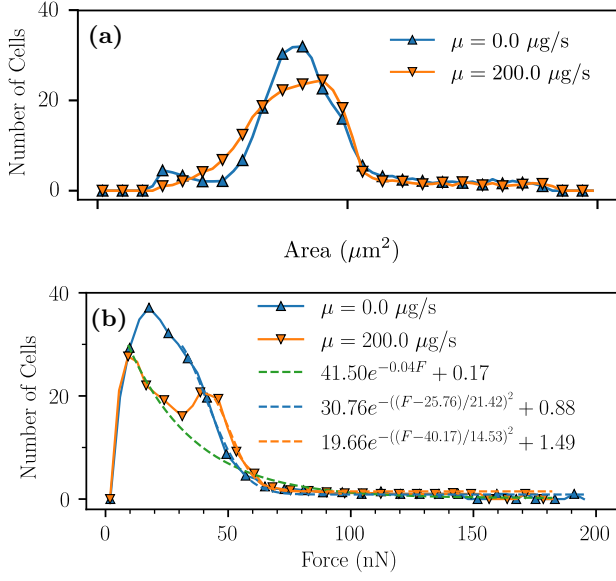 40
20
0
Number of Cells
(a)
μ = 0.0 μg/s
μ = 200.0 μg/s
Area (μm²)
40
20
0
Number of Cells
(b)
μ = 0.0 μg/s
μ = 200.0 μg/s
41.50e^{-0.04F} + 0.17
30.76e^{-((F-25.76)/21.42)^2} + 0.88
19.66e^{-((F-40.17)/14.53)^2} + 1.49
0 50 100 150 200
Force (nN)